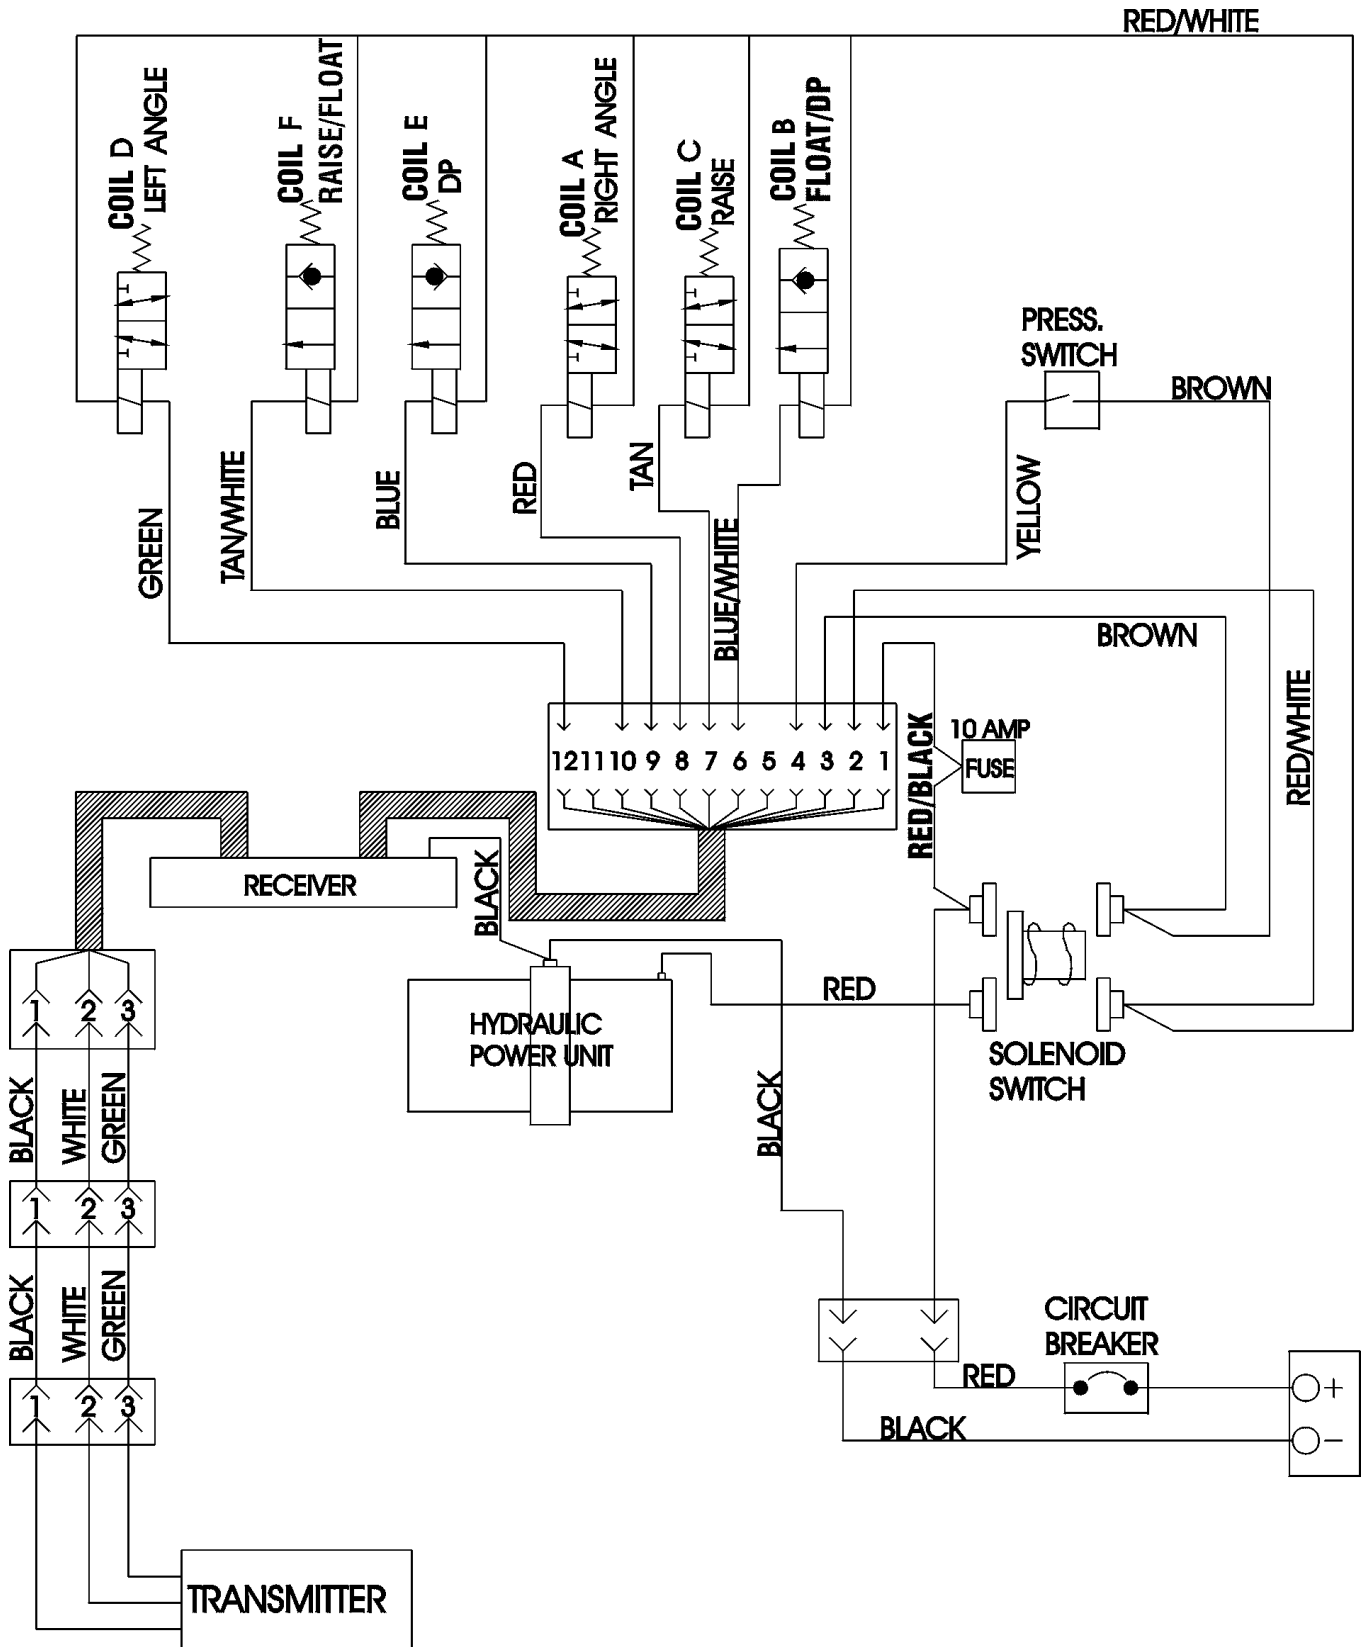 RED/WHITE
COIL D
LEFT ANGLE
COIL F
RAISE/FLOAT
COIL E
DP
COIL A
RIGHT ANGLE
COIL C
RAISE
COIL B
FLOAT/DP
PRESS.
SWITCH
BROWN
GREEN
TAN/WHITE
BLUE
RED
TAN
BLUE/WHITE
YELLOW
BROWN
RED/WHITE
12 11 10 9 8 7 6 5 4 3 2 1
RED/BLACK
10 AMP
FUSE
RECEIVER
BLACK
HYDRAULIC
POWER UNIT
RED
SOLENOID
SWITCH
BLACK
1 2 3
BLACK
WHITE
GREEN
1 2 3
BLACK
WHITE
GREEN
1 2 3
CIRCUIT
BREAKER
RED
+
BLACK
−
TRANSMITTER